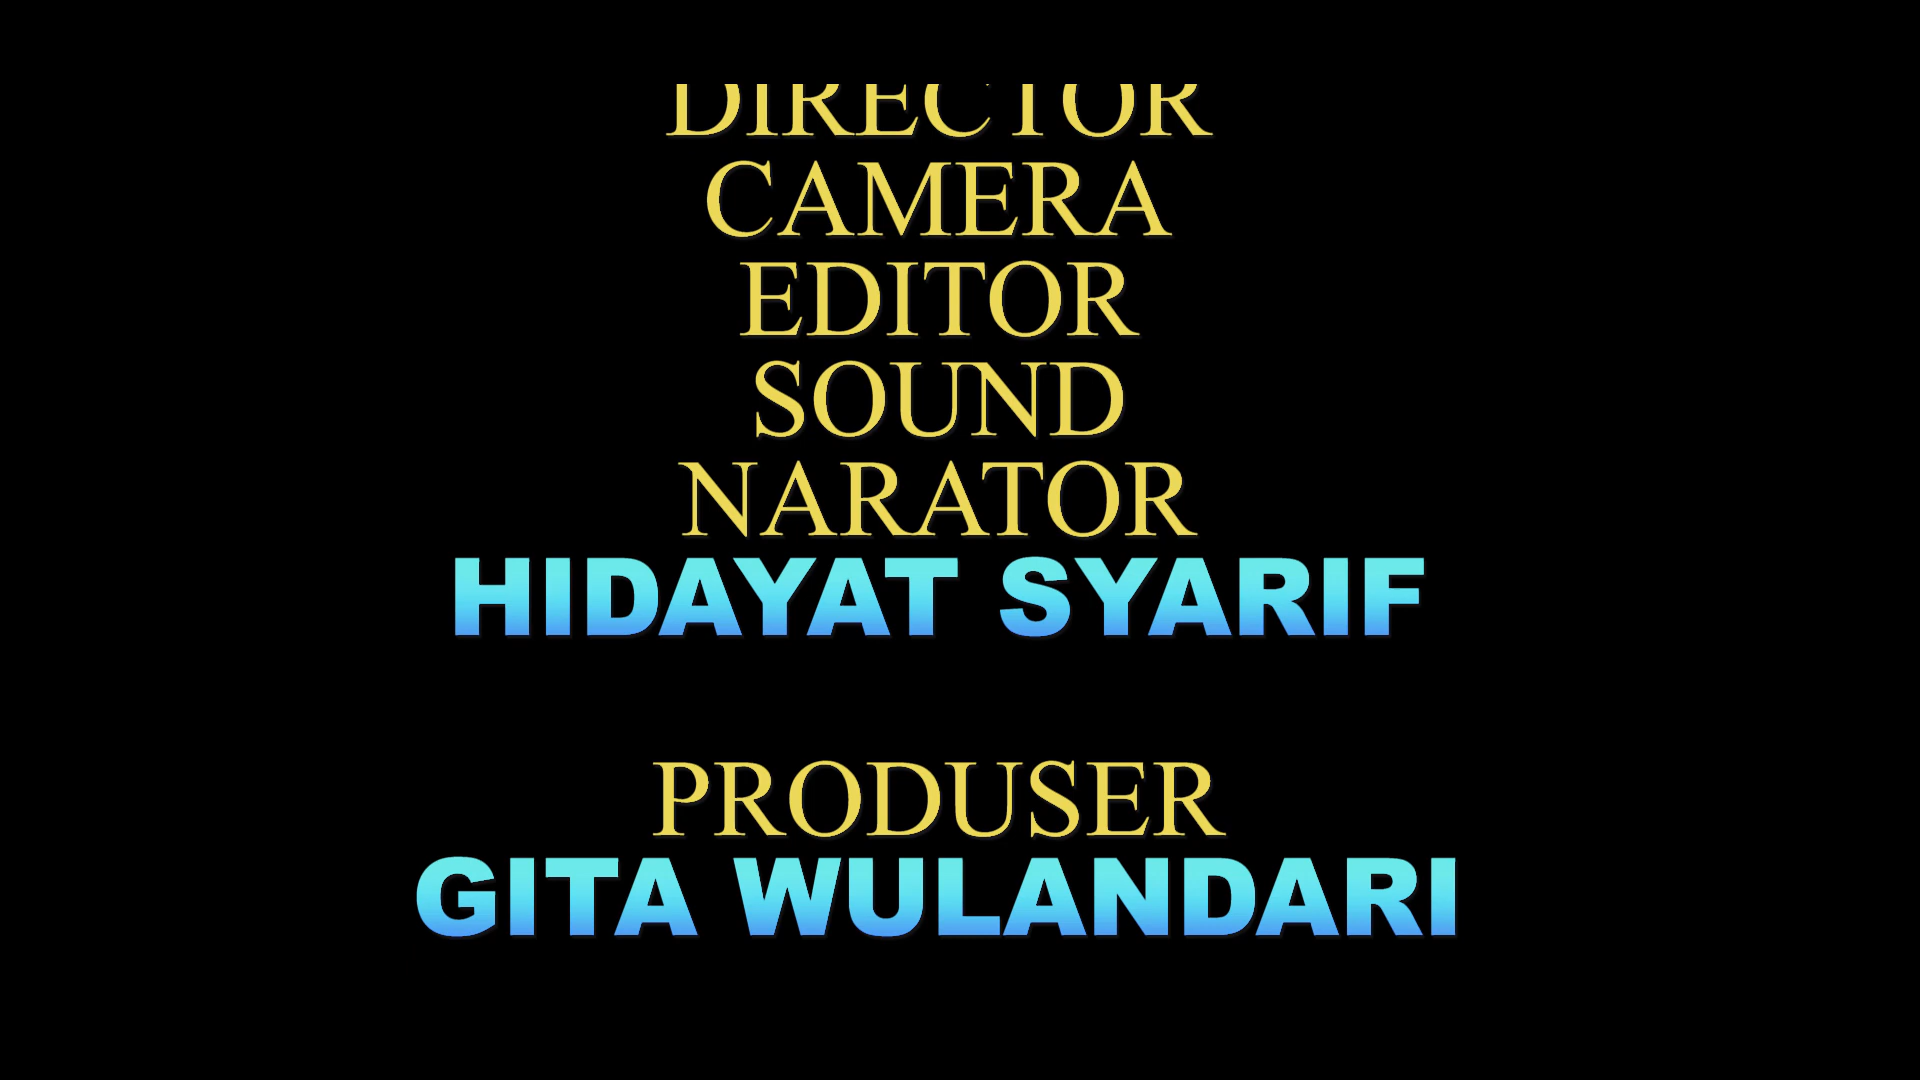 DIRECTOR
CAMERA
EDITOR
SOUND
NARATOR
HIDAYAT SYARIF
PRODUSER
GITA WULANDARI